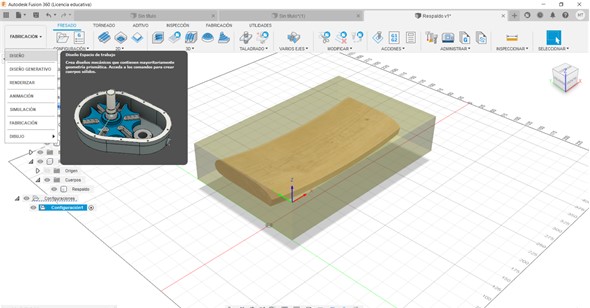 Autodesk Fusion 360 (Licencia educativa)
Sin título
Sin título*(1)
Respaldo v1*
FABRICACIÓN
FRESADO
TORNEADO
ADITIVO
INSPECCIÓN
FABRICACIÓN
UTILIDADES
CONFIGURACIÓN
2D
3D
TALADRADO
VARIOS EJES
MODIFICAR
ACCIONES
ADMINISTRAR
INSPECCIONAR
SELECCIONAR
DISEÑO
DISEÑO GENERATIVO
RENDERIZAR
ANIMACIÓN
SIMULACIÓN
FABRICACIÓN
DIBUJO
Diseño Espacio de trabajo
Crea diseños mecánicos que contienen mayoritariamente
geometría prismática. Acceda a los comandos para crear
cuerpos sólidos.
Origen
Cuerpos
Respaldo
Configuraciones
Configuración1
Z